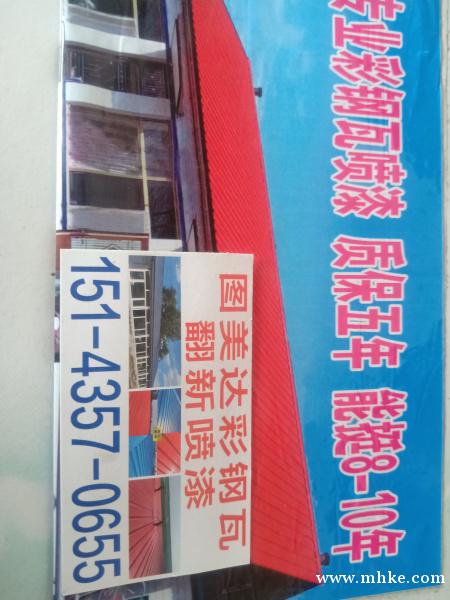 专业彩钢瓦喷漆 质保五年 能挺8-10年
图美达彩钢瓦
翻新喷漆
151-4357-0655
www.mhke.com